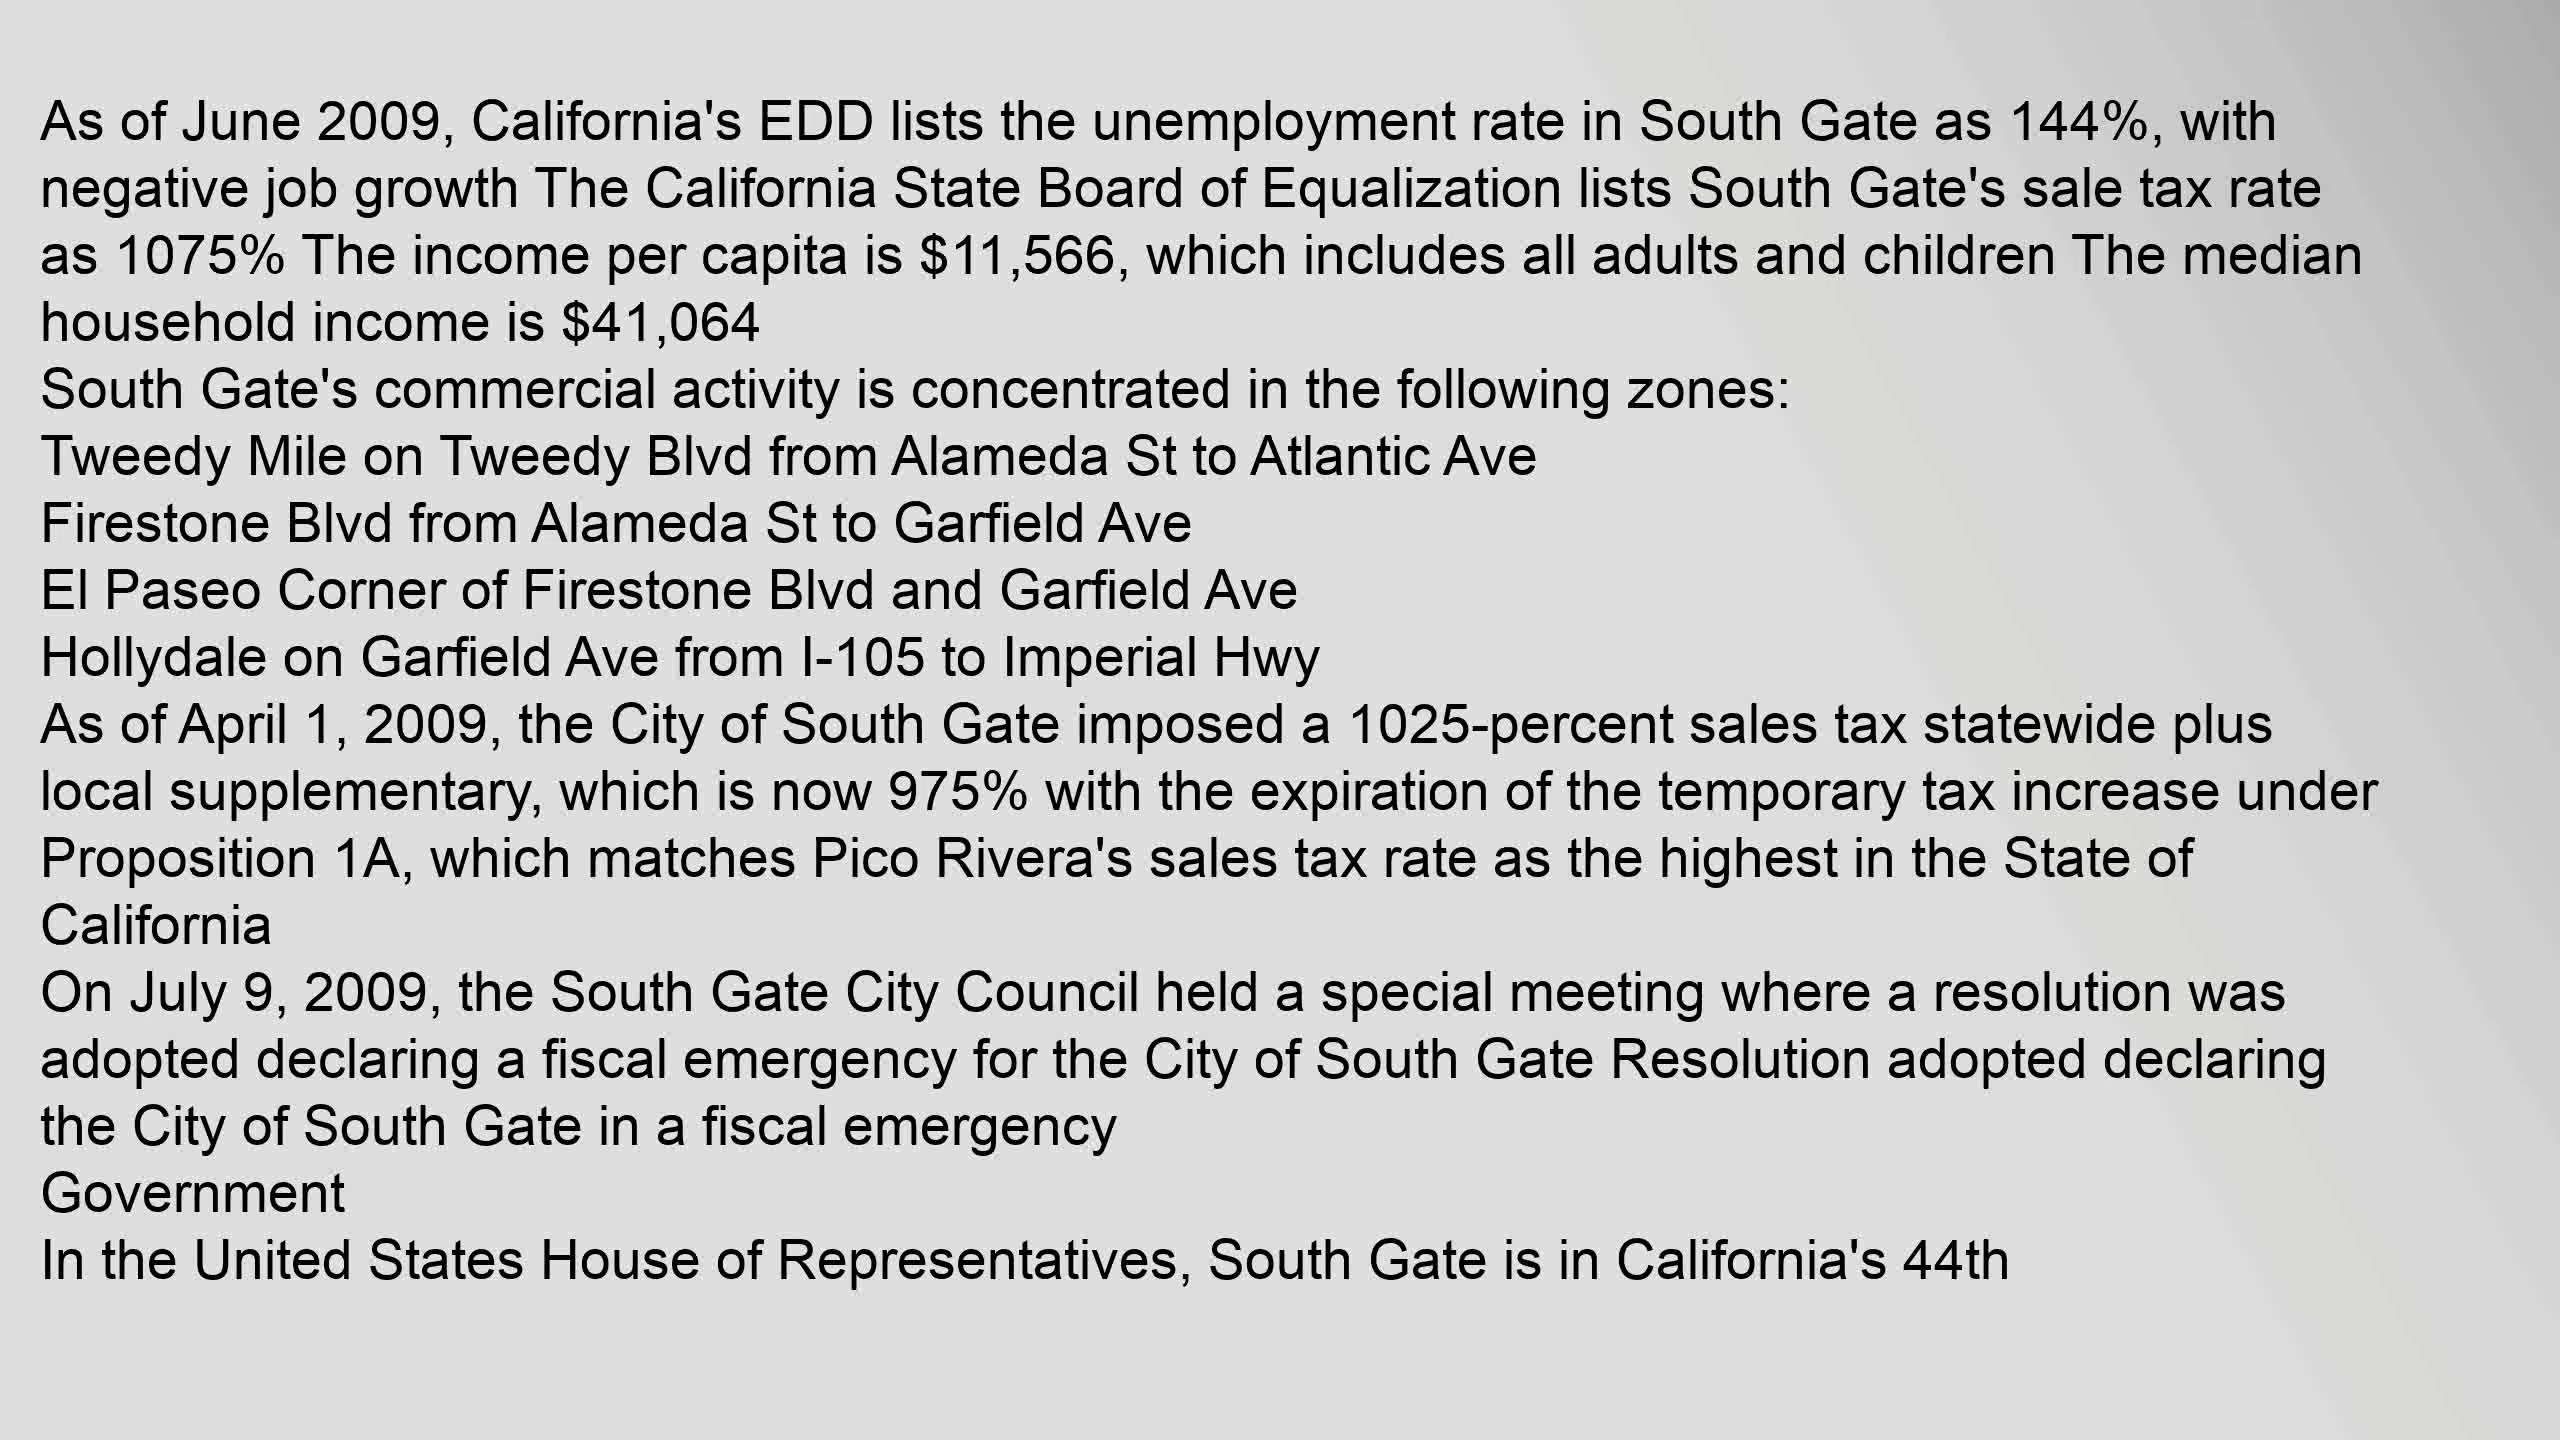 As of June 2009, California's EDD lists the unemployment rate in South Gate as 144%, with
negative job growth The California State Board of Equalization lists South Gate's sale tax rate
as 1075% The income per capita is $11,566, which includes all adults and children The median
household income is $41,064
South Gate's commercial activity is concentrated in the following zones:
Tweedy Mile on Tweedy Blvd from Alameda St to Atlantic Ave
Firestone Blvd from Alameda St to Garfield Ave
El Paseo Corner of Firestone Blvd and Garfield Ave
Hollydale on Garfield Ave from I-105 to Imperial Hwy
As of April 1, 2009, the City of South Gate imposed a 1025-percent sales tax statewide plus
local supplementary, which is now 975% with the expiration of the temporary tax increase under
Proposition 1A, which matches Pico Rivera's sales tax rate as the highest in the State of
California
On July 9, 2009, the South Gate City Council held a special meeting where a resolution was
adopted declaring a fiscal emergency for the City of South Gate Resolution adopted declaring
the City of South Gate in a fiscal emergency
Government
In the United States House of Representatives, South Gate is in California's 44th